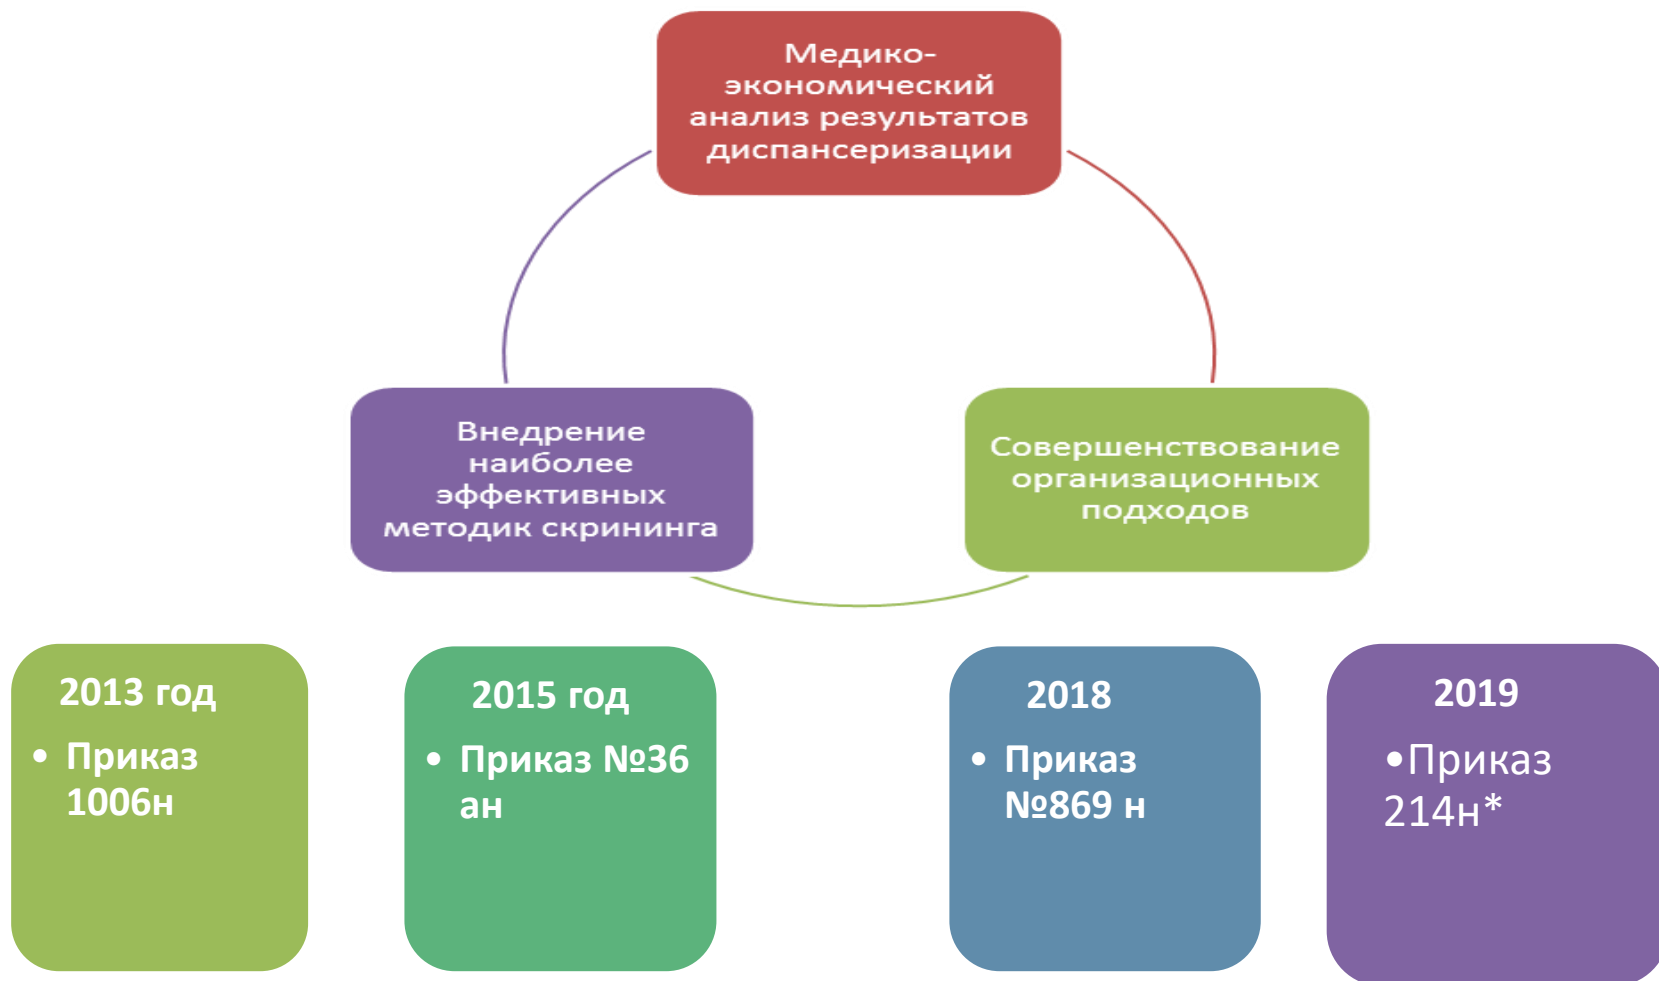 Медико-
экономический
анализ результатов
диспансеризации
Внедрение
наиболее
эффективных
методик скрининга
Совершенствование
организационных
подходов
2013 год
• Приказ
1006н
2015 год
• Приказ №36
ан
2018
• Приказ
№869 н
2019
•Приказ
214н*